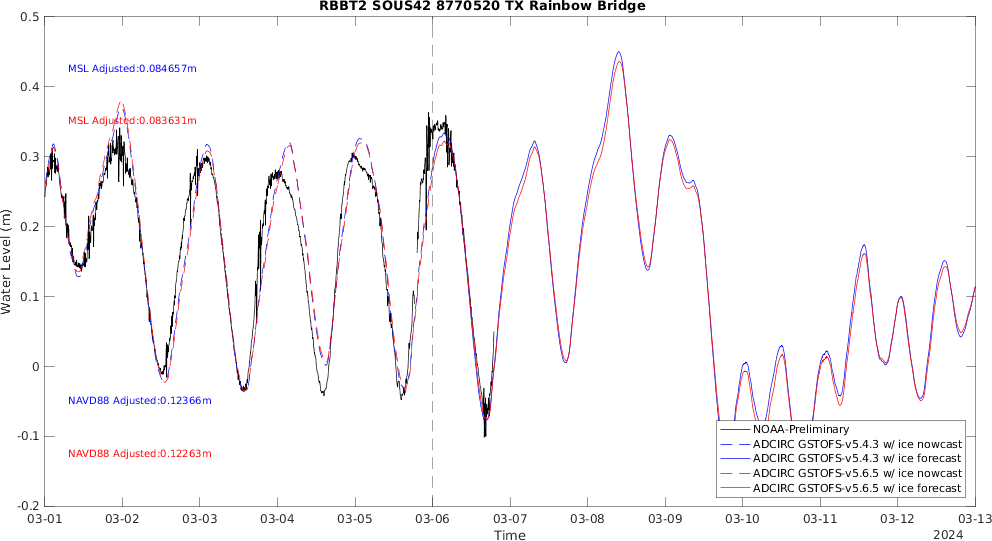 RBBT2 SOUS42 8770520 TX Rainbow Bridge
0.5
0.4
0.3
0.2
0.1
0
-0.1
-0.2
Water Level (m)
MSL Adjusted:0.084657m
MSL Adjusted:0.083631m
NAVD88 Adjusted:0.12366m
NAVD88 Adjusted:0.12263m
NOAA-Preliminary
ADCIRC GSTOFS-v5.4.3 w/ ice nowcast
ADCIRC GSTOFS-v5.4.3 w/ ice forecast
ADCIRC GSTOFS-v5.6.5 w/ ice nowcast
ADCIRC GSTOFS-v5.6.5 w/ ice forecast
03-01 03-02 03-03 03-04 03-05 03-06 03-07 03-08 03-09 03-10 03-11 03-12 03-13
Time
2024